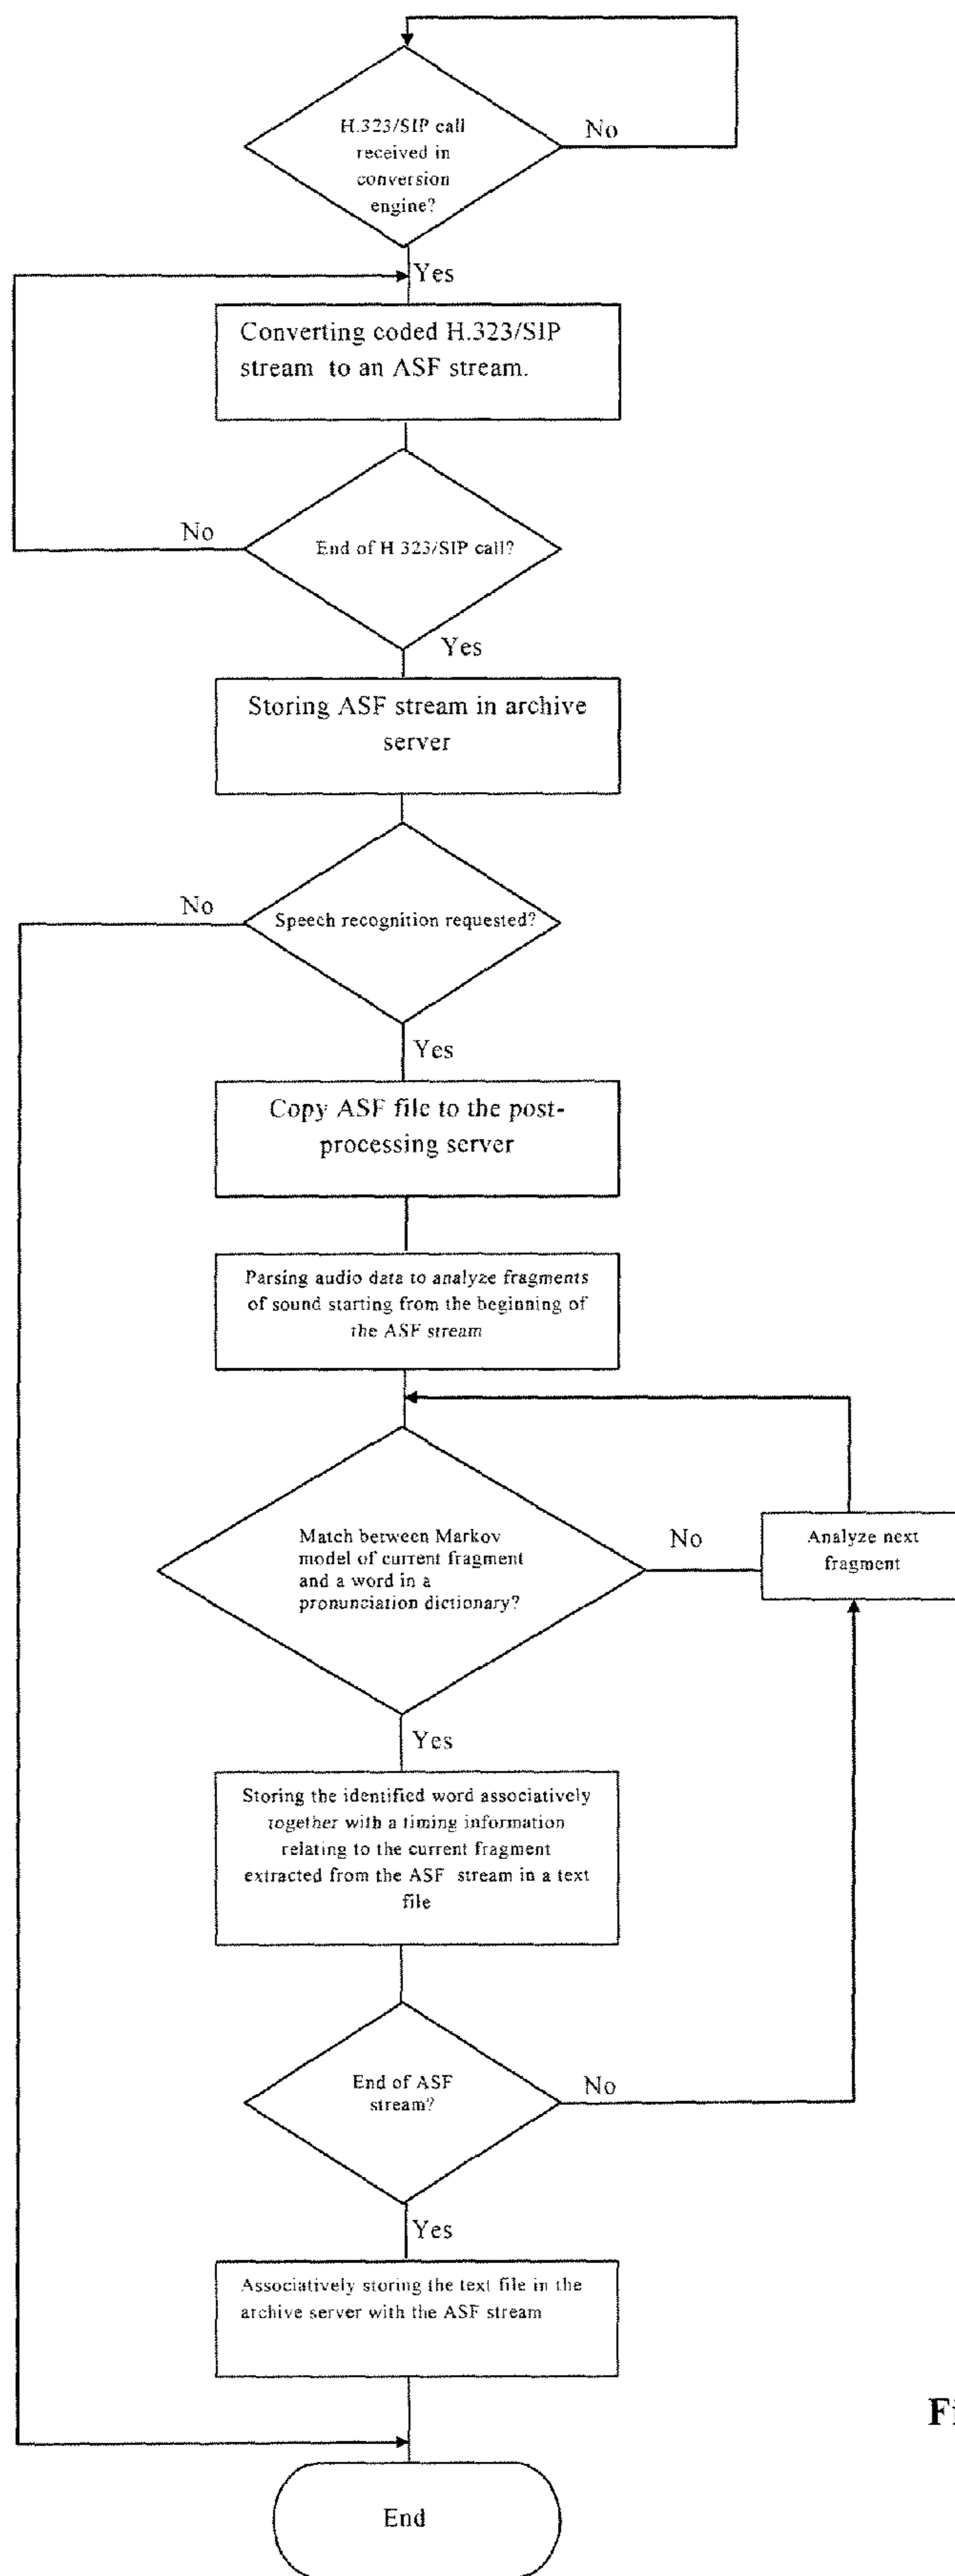 H.323/SIP call
received in
conversion
engine?
No
Yes
Converting coded H.323/SIP
stream to an ASF stream.
No
End of H 323/SIP call?
Yes
Storing ASF stream in archive
server
No
Speech recognition requested?
Yes
Copy ASF file to the post-
processing server
Parsing audio data to analyze fragments
of sound starting from the beginning of
the ASF stream
Match between Markov
model of current fragment
and a word in a
pronunciation dictionary?
No
Analyze next
fragment
Yes
Storing the identified word associatively
together with a timing information
relating to the current fragment
extracted from the ASF stream in a text
file
End of ASF
stream?
No
Yes
Associatively storing the text file in the
archive server with the ASF stream
End